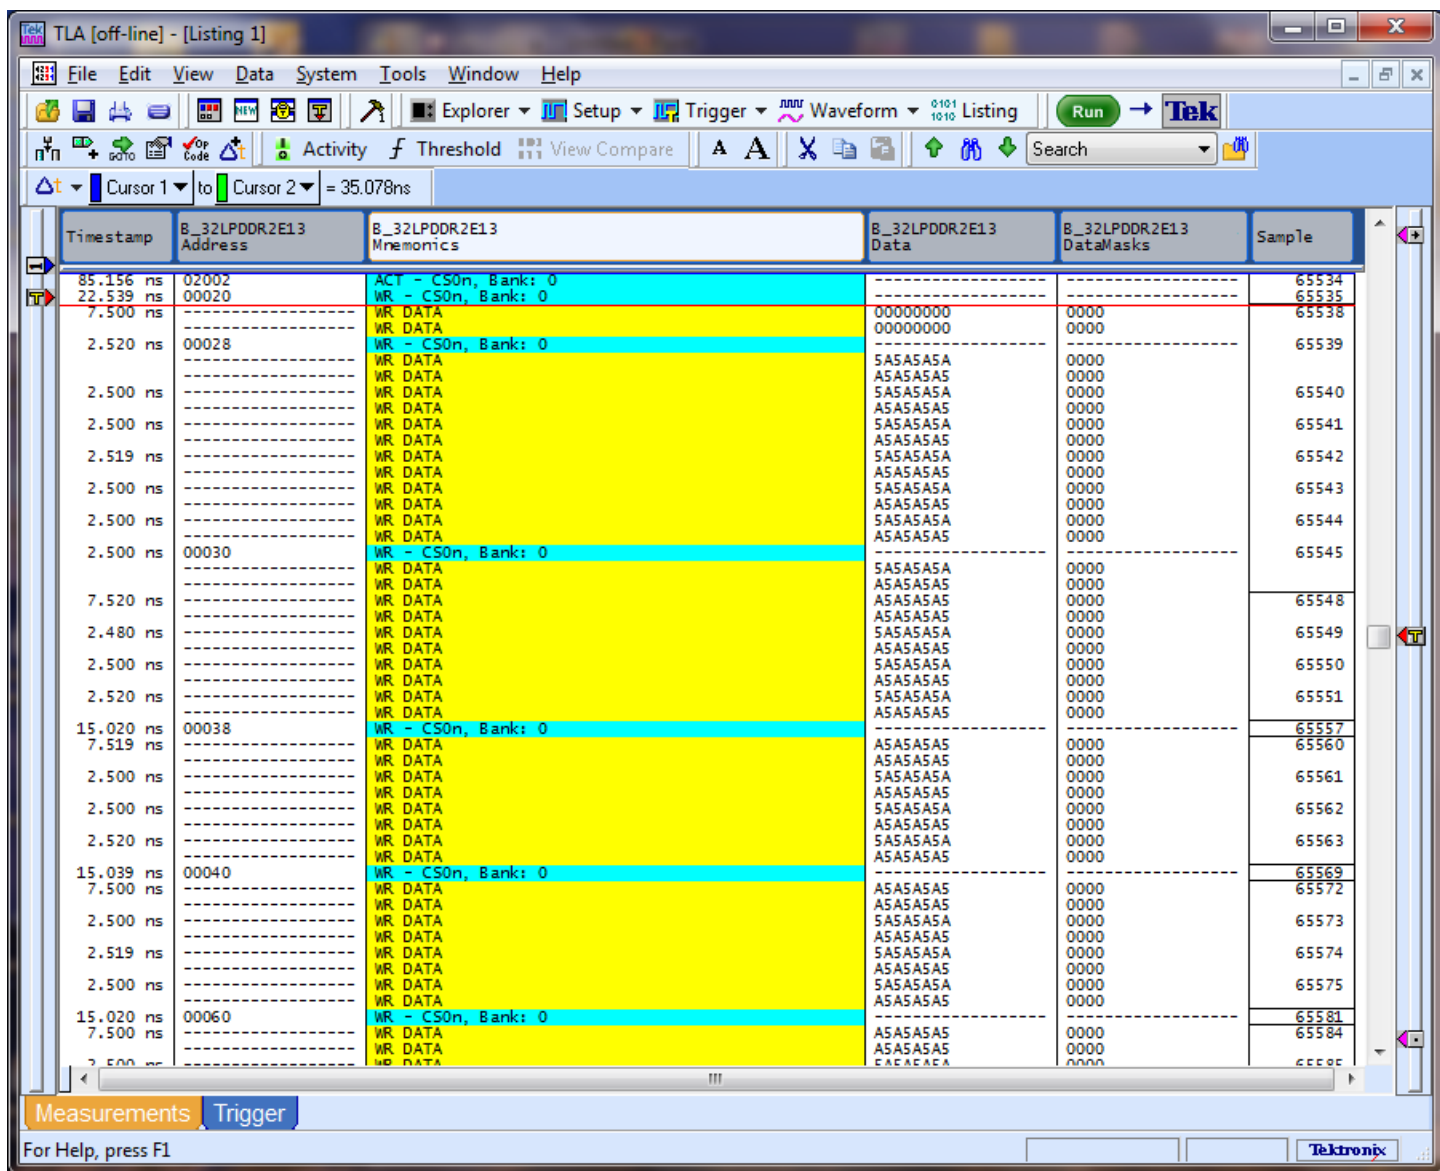 TLA [off-line] - [Listing 1]
File Edit View Data System Tools Window Help
Explorer Setup Trigger Waveform Listing Run Tek
Activity Threshold View Compare A A Search
Δt Cursor 1 to Cursor 2 = 35.078ns
Timestamp B_32LPDDR2E13 Address B_32LPDDR2E13 Mnemonics B_32LPDDR2E13 Data B_32LPDDR2E13 DataMasks Sample
85.156 ns 02002 ACT - CS0n, Bank: 0 ------------------ ------------------ 65534
22.539 ns 00020 WR - CS0n, Bank: 0 ------------------ ------------------ 65535
7.500 ns ------------------ WR DATA 00000000 0000 65538
------------------ WR DATA 00000000 0000
2.520 ns 00028 WR - CS0n, Bank: 0 ------------------ ------------------ 65539
------------------ WR DATA 5A5A5A5A 0000
------------------ WR DATA A5A5A5A5 0000
2.500 ns ------------------ WR DATA 5A5A5A5A 0000 65540
------------------ WR DATA A5A5A5A5 0000
2.500 ns ------------------ WR DATA 5A5A5A5A 0000 65541
------------------ WR DATA A5A5A5A5 0000
2.519 ns ------------------ WR DATA 5A5A5A5A 0000 65542
------------------ WR DATA A5A5A5A5 0000
2.500 ns ------------------ WR DATA 5A5A5A5A 0000 65543
------------------ WR DATA A5A5A5A5 0000
2.500 ns ------------------ WR DATA 5A5A5A5A 0000 65544
------------------ WR DATA A5A5A5A5 0000
2.500 ns 00030 WR - CS0n, Bank: 0 ------------------ ------------------ 65545
------------------ WR DATA 5A5A5A5A 0000
------------------ WR DATA A5A5A5A5 0000
7.520 ns ------------------ WR DATA A5A5A5A5 0000 65548
------------------ WR DATA A5A5A5A5 0000
2.480 ns ------------------ WR DATA 5A5A5A5A 0000 65549
------------------ WR DATA A5A5A5A5 0000
2.500 ns ------------------ WR DATA 5A5A5A5A 0000 65550
------------------ WR DATA A5A5A5A5 0000
2.520 ns ------------------ WR DATA 5A5A5A5A 0000 65551
------------------ WR DATA A5A5A5A5 0000
15.020 ns 00038 WR - CS0n, Bank: 0 ------------------ ------------------ 65557
7.519 ns ------------------ WR DATA A5A5A5A5 0000 65560
------------------ WR DATA A5A5A5A5 0000
2.500 ns ------------------ WR DATA 5A5A5A5A 0000 65561
------------------ WR DATA A5A5A5A5 0000
2.500 ns ------------------ WR DATA 5A5A5A5A 0000 65562
------------------ WR DATA A5A5A5A5 0000
2.520 ns ------------------ WR DATA 5A5A5A5A 0000 65563
------------------ WR DATA A5A5A5A5 0000
15.039 ns 00040 WR - CS0n, Bank: 0 ------------------ ------------------ 65569
7.500 ns ------------------ WR DATA A5A5A5A5 0000 65572
------------------ WR DATA A5A5A5A5 0000
2.500 ns ------------------ WR DATA 5A5A5A5A 0000 65573
------------------ WR DATA A5A5A5A5 0000
2.519 ns ------------------ WR DATA 5A5A5A5A 0000 65574
------------------ WR DATA A5A5A5A5 0000
2.500 ns ------------------ WR DATA 5A5A5A5A 0000 65575
------------------ WR DATA A5A5A5A5 0000
15.020 ns 00060 WR - CS0n, Bank: 0 ------------------ ------------------ 65581
7.500 ns ------------------ WR DATA A5A5A5A5 0000 65584
------------------ WR DATA A5A5A5A5 0000
Measurements Trigger
For Help, press F1 Tektronix